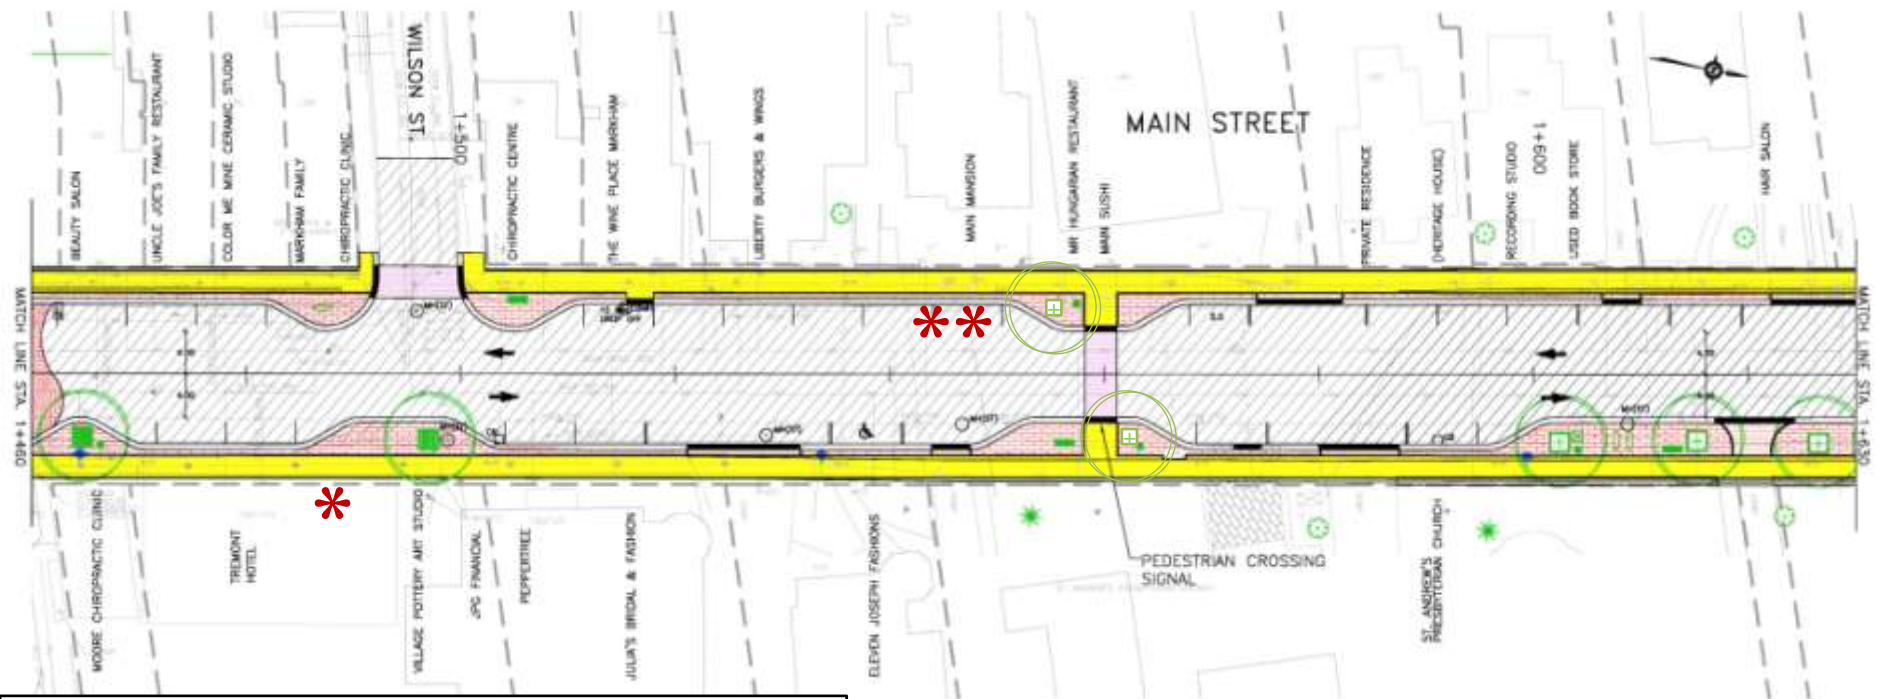 WILSON ST.
1+500
MAIN STREET
1+600
BEAUTY SALON
UNCLE JOE'S FAMILY RESTAURANT
COLOR ME MINE CERAMIC STUDIO
MARKHAM FAMILY
CHIROPRACTIC CLINIC
CHIROPRACTIC CENTRE
THE WINE PLACE MARKHAM
LIBERTY BURGERS & WINGS
MAIN MANSION
MR HUNGARIAN RESTAURANT
MAIN SUSHI
PRIVATE RESIDENCE
(HERITAGE HOUSE)
RECORDING STUDIO
USED BOOK STORE
HAIR SALON
MATCH LINE STA. 1+460
MATCH LINE STA. 1+630
**
*
MOORE CHIROPRACTIC CLINIC
TREMONT
HOTEL
VILLAGE POTTERY ART STUDIO
JPG FINANCIAL
PEPPERTREE
JULIA'S BRIDAL & FASHION
ELEVEN JOSEPH FASHIONS
PEDESTRIAN CROSSING
SIGNAL
ST. ANDREW'S
PRESBYTERIAN CHURCH